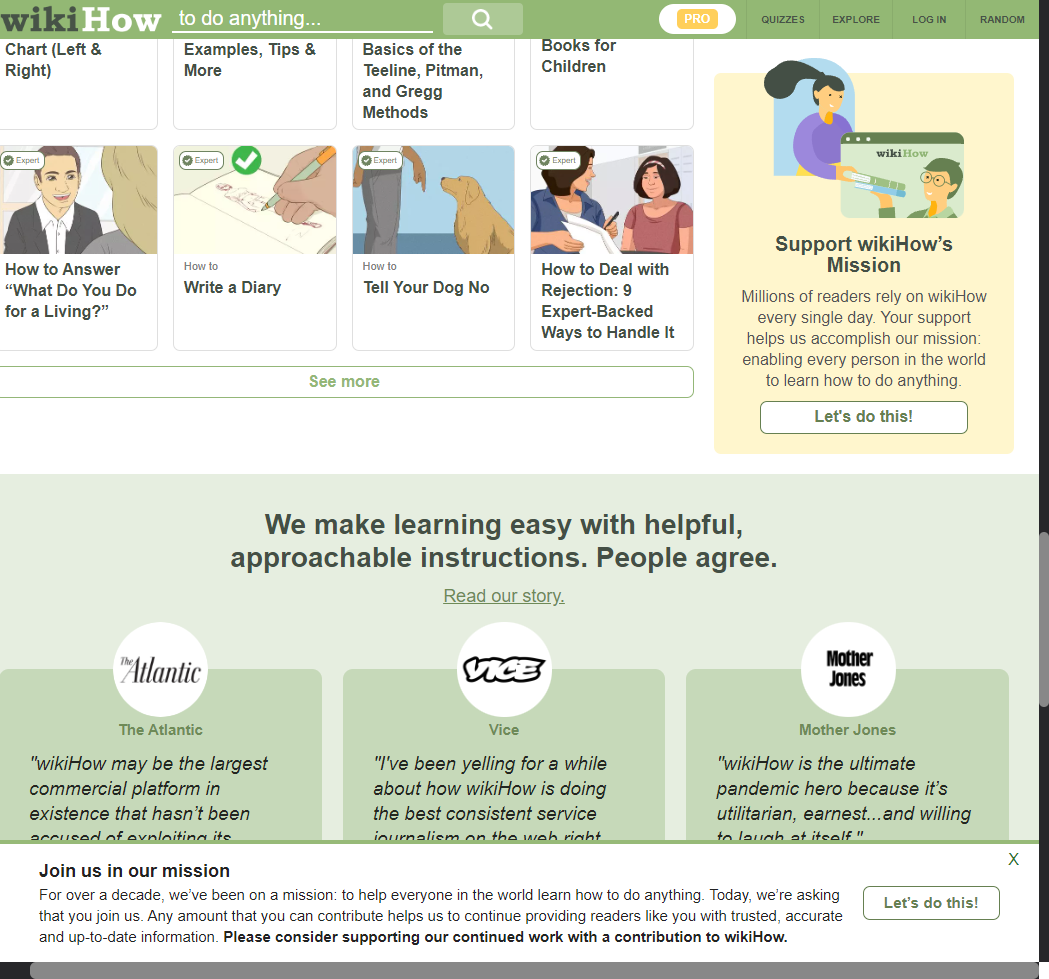 wikiHow to do anything... PRO QUIZZES EXPLORE LOG IN RANDOM
Chart (Left &
Right)
Examples, Tips &
More
Basics of the
Teeline, Pitman,
and Gregg
Methods
Books for
Children
Expert
How to Answer
“What Do You Do
for a Living?”
Expert
How to
Write a Diary
Expert
How to
Tell Your Dog No
Expert
How to Deal with
Rejection: 9
Expert-Backed
Ways to Handle It
See more
wikiHow
Support wikiHow’s
Mission
Millions of readers rely on wikiHow
every single day. Your support
helps us accomplish our mission:
enabling every person in the world
to learn how to do anything.
Let's do this!
We make learning easy with helpful,
approachable instructions. People agree.
Read our story.
The Atlantic
The Atlantic
"wikiHow may be the largest
commercial platform in
existence that hasn’t been
accused of exploiting its
VICE
Vice
"I've been yelling for a while
about how wikiHow is doing
the best consistent service
journalism on the web right
Mother
Jones
Mother Jones
"wikiHow is the ultimate
pandemic hero because it’s
utilitarian, earnest...and willing
to laugh at itself."
X
Join us in our mission
For over a decade, we’ve been on a mission: to help everyone in the world learn how to do anything. Today, we’re asking
that you join us. Any amount that you can contribute helps us to continue providing readers like you with trusted, accurate
and up-to-date information. Please consider supporting our continued work with a contribution to wikiHow.
Let’s do this!